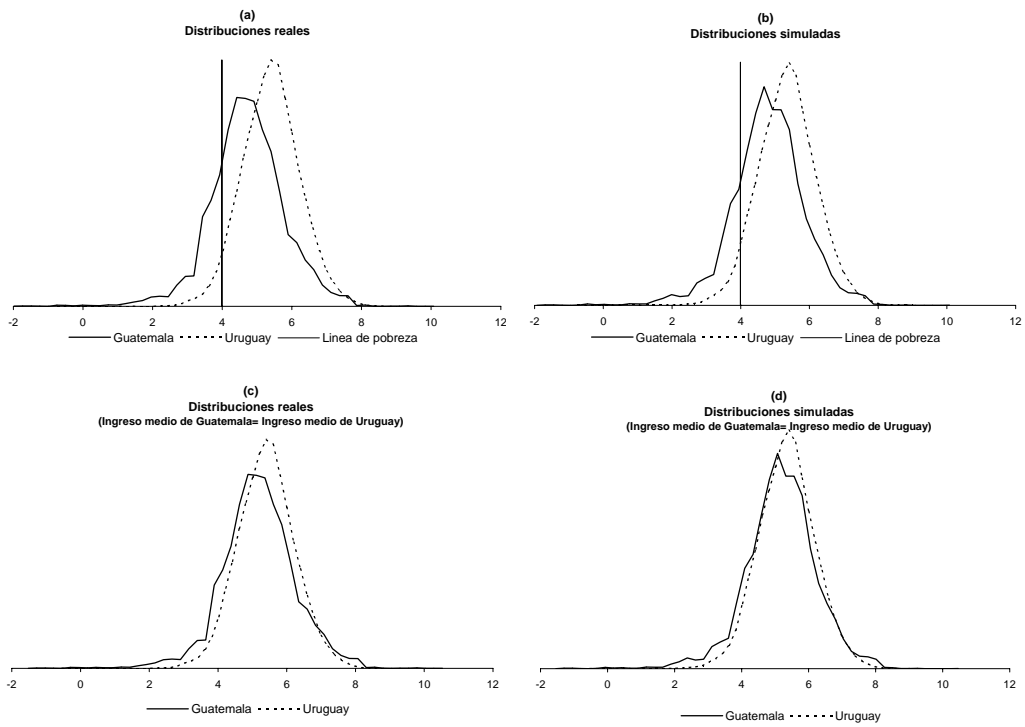 (a)
Distribuciones reales
-2 0 2 4 6 8 10 12
Guatemala Uruguay Linea de pobreza
(b)
Distribuciones simuladas
-2 0 2 4 6 8 10 12
Guatemala Uruguay Linea de pobreza
(c)
Distribuciones reales
(Ingreso medio de Guatemala= Ingreso medio de Uruguay)
-2 0 2 4 6 8 10 12
Guatemala Uruguay
(d)
Distribuciones simuladas
(Ingreso medio de Guatemala= Ingreso medio de Uruguay)
-2 0 2 4 6 8 10 12
Guatemala Uruguay